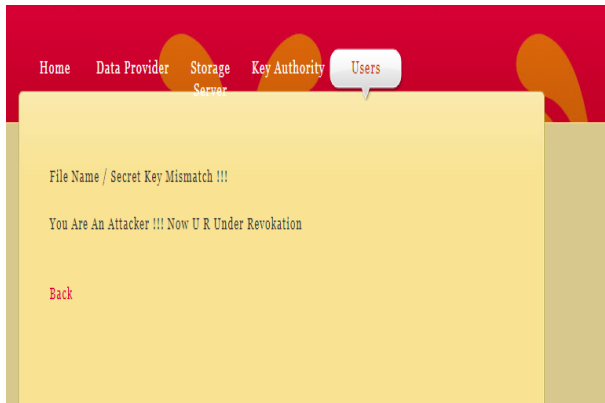 Home Data Provider Storage Key Authority Users
Server
File Name / Secret Key Mismatch !!!
You Are An Attacker !!! Now U R Under Revokation
Back